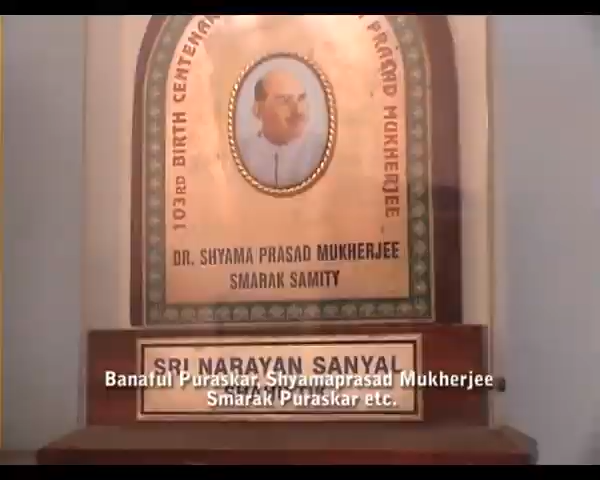 103RD BIRTH CENTENAR
PRASAD MUKHERJEE
DR. SHYAMA PRASAD MUKHERJEE
SMARAK SAMITY
SRI NARAYAN SANYAL
Banaful Puraskar, Shyamaprasad Mukherjee
Smarak Puraskar etc.